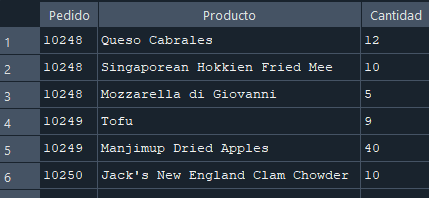 Pedido Producto Cantidad
1 10248 Queso Cabrales 12
2 10248 Singaporean Hokkien Fried Mee 10
3 10248 Mozzarella di Giovanni 5
4 10249 Tofu 9
5 10249 Manjimup Dried Apples 40
6 10250 Jack's New England Clam Chowder 10